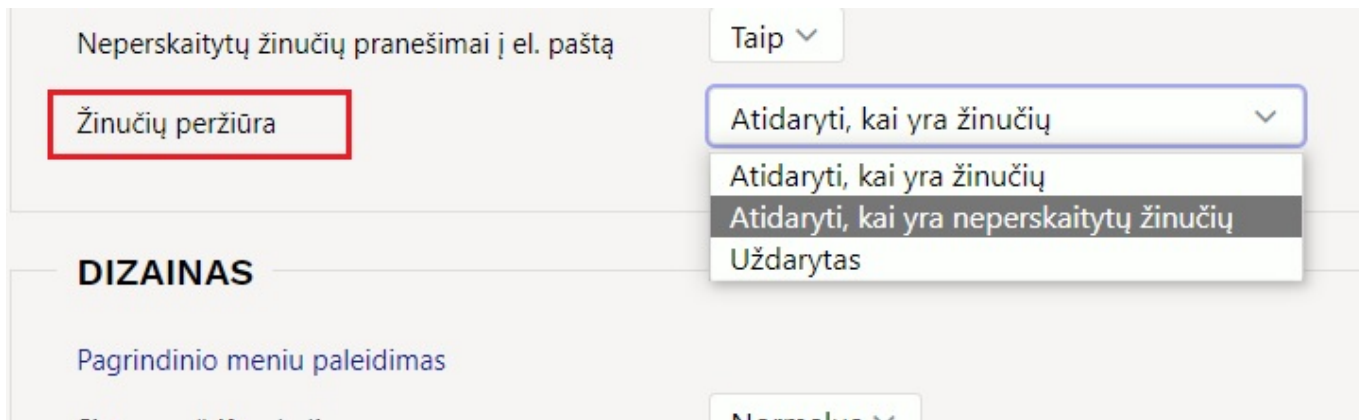 Neperskaitytų žinučių pranešimai į el. paštą Taip
Žinučių peržiūra Atidaryti, kai yra žinučių
Atidaryti, kai yra žinučių
Atidaryti, kai yra neperskaitytų žinučių
Uždarytas
DIZAINAS
Pagrindinio meniu paleidimas